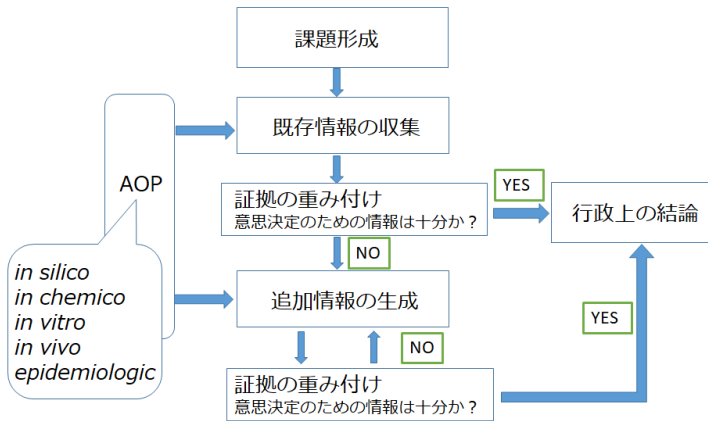 課題形成
既存情報の収集
AOP
証拠の重み付け
意思決定のための情報は十分か？
YES
行政上の結論
NO
in silico
in chemico
in vitro
in vivo
epidemiologic
追加情報の生成
YES
NO
証拠の重み付け
意思決定のための情報は十分か？